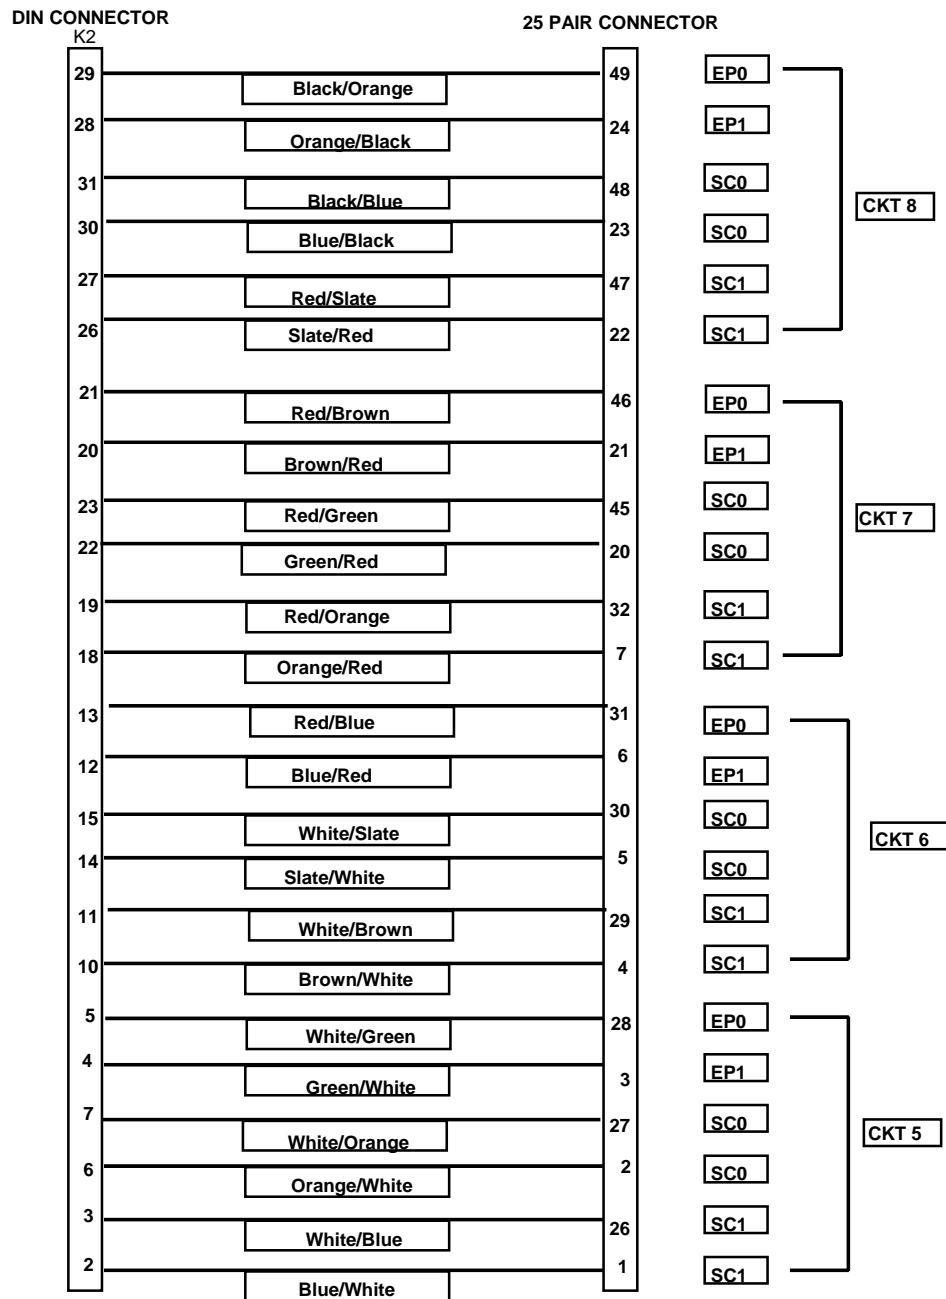 DIN CONNECTOR 25 PAIR CONNECTOR
K2
29 Black/Orange 49 EP0
28 Orange/Black 24 EP1
31 Black/Blue 48 SC0
CKT 8
30 Blue/Black 23 SC0
27 Red/Slate 47 SC1
26 Slate/Red 22 SC1
21 Red/Brown 46 EP0
20 Brown/Red 21 EP1
23 Red/Green 45 SC0
CKT 7
22 Green/Red 20 SC0
19 Red/Orange 32 SC1
18 Orange/Red 7 SC1
13 Red/Blue 31 EP0
12 Blue/Red 6 EP1
15 White/Slate 30 SC0
CKT 6
14 Slate/White 5 SC0
11 White/Brown 29 SC1
10 Brown/White 4 SC1
5 White/Green 28 EP0
4 Green/White 3 EP1
7 White/Orange 27 SC0
CKT 5
6 Orange/White 2 SC0
3 White/Blue 26 SC1
2 Blue/White 1 SC1